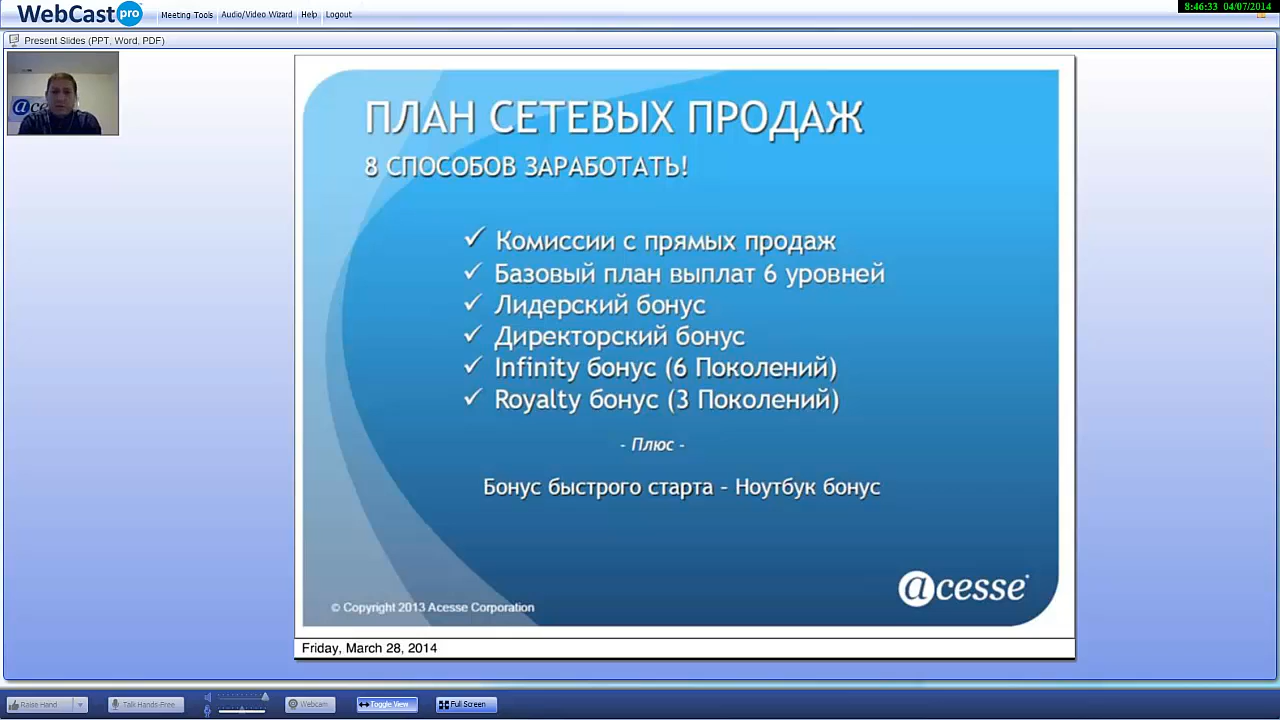 WebCast pro
Meeting Tools Audio/Video Wizard Help Logout
8:46:33 04/07/2014
Present Slides (PPT, Word, PDF)
@ce
ПЛАН СЕТЕВЫХ ПРОДАЖ
8 СПОСОБОВ ЗАРАБОТАТЬ!
✓ Комиссии с прямых продаж
✓ Базовый план выплат 6 уровней
✓ Лидерский бонус
✓ Директорский бонус
✓ Infinity бонус (6 Поколений)
✓ Royalty бонус (3 Поколений)
- Плюс -
Бонус быстрого старта – Ноутбук бонус
@cesse
© Copyright 2013 Acesse Corporation
Friday, March 28, 2014
Raise Hand Talk Hands-Free Webcam Toggle View Full Screen